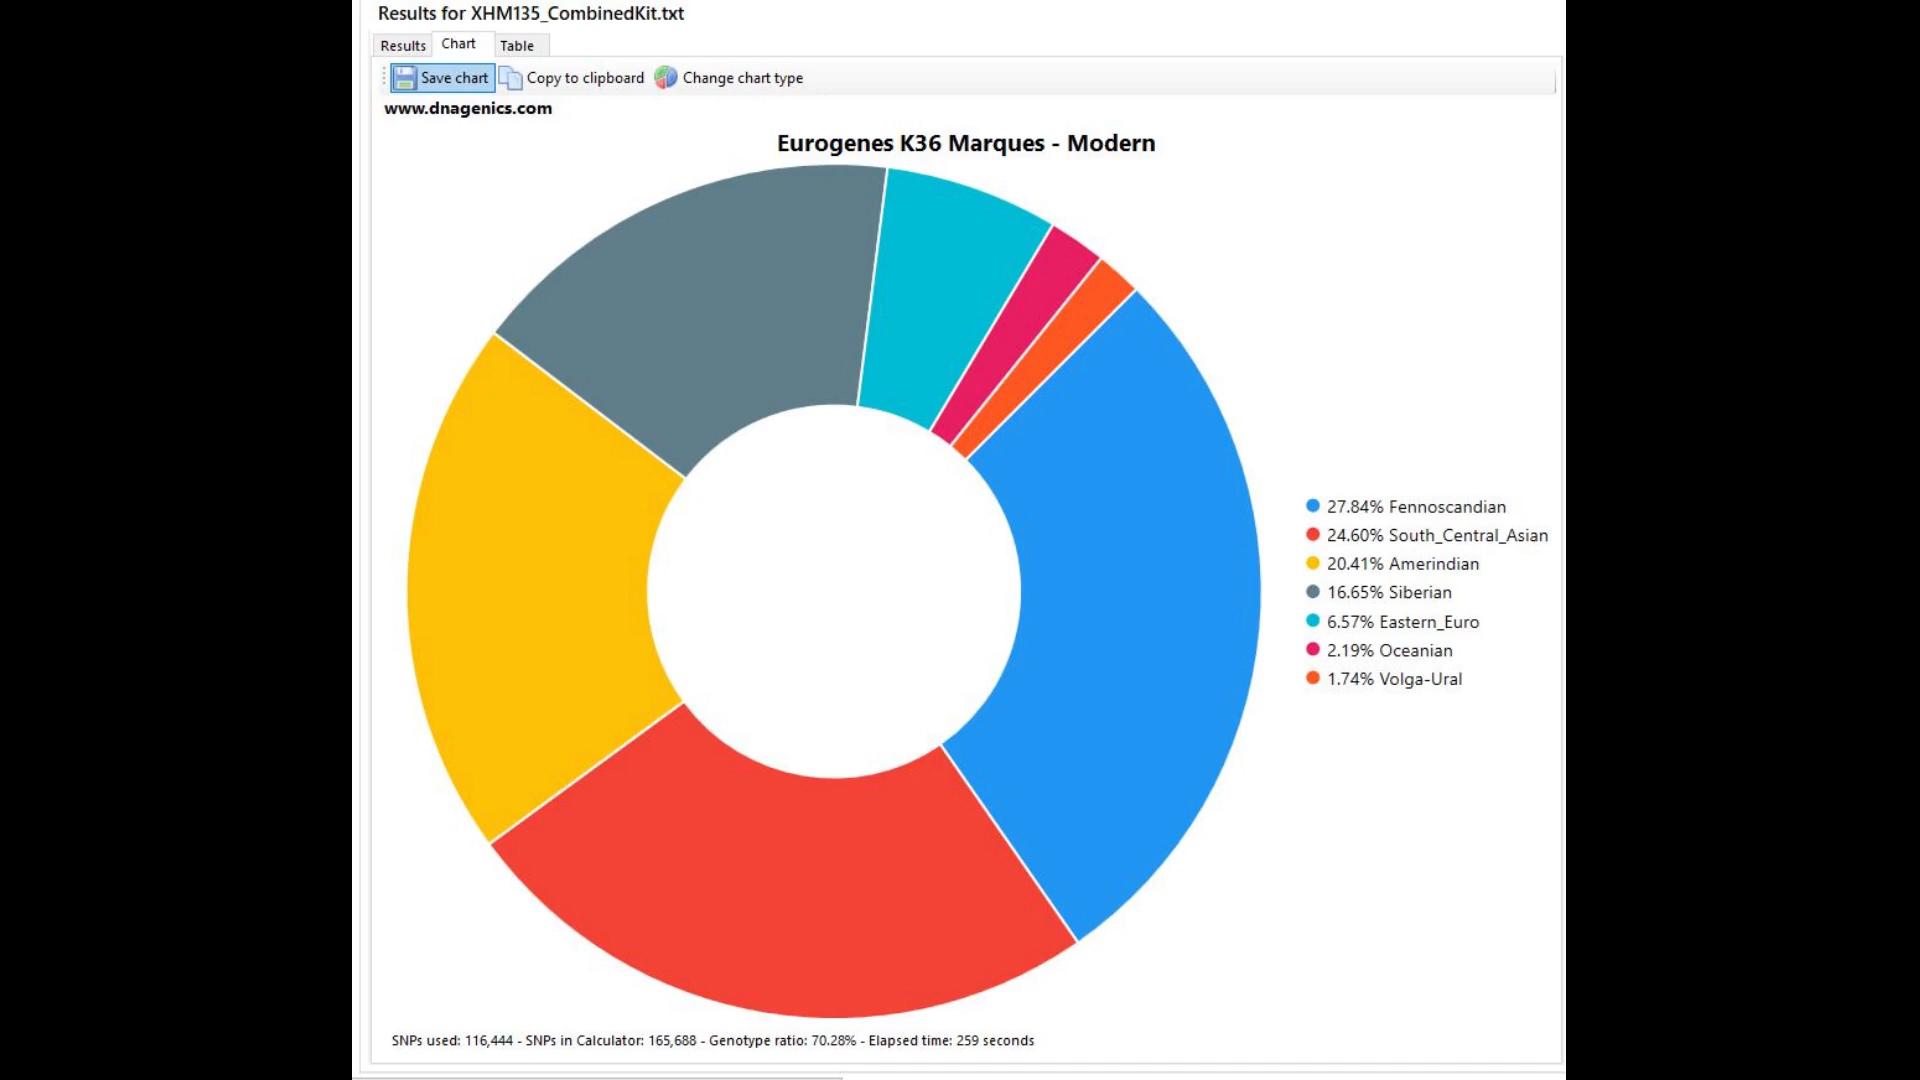 Results for XHM135_CombinedKit.txt
Results Chart Table
Save chart Copy to clipboard Change chart type
www.dnagenics.com
Eurogenes K36 Marques - Modern
27.84% Fennoscandian
24.60% South_Central_Asian
20.41% Amerindian
16.65% Siberian
6.57% Eastern_Euro
2.19% Oceanian
1.74% Volga-Ural
SNPs used: 116,444 - SNPs in Calculator: 165,688 - Genotype ratio: 70.28% - Elapsed time: 259 seconds